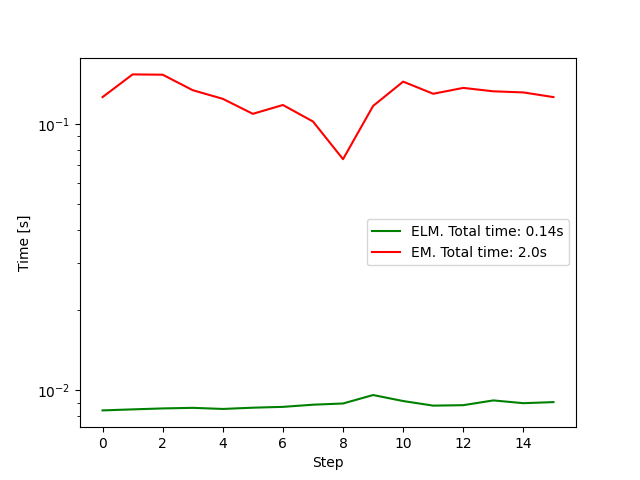 10⁻¹
10⁻²
Time [s]
ELM. Total time: 0.14s
EM. Total time: 2.0s
0 2 4 6 8 10 12 14
Step